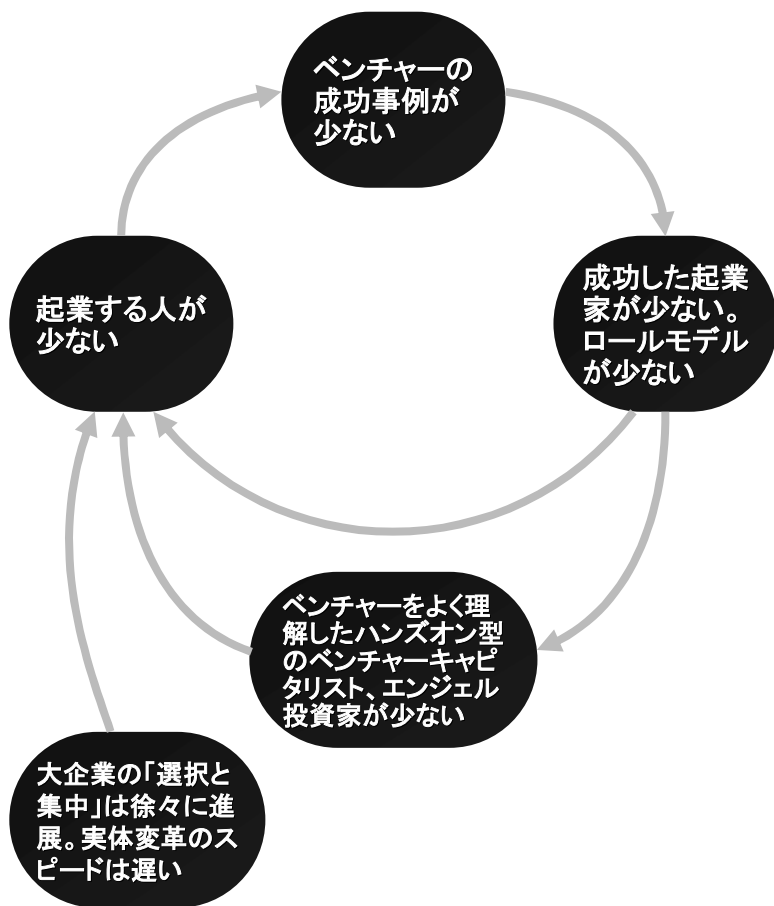 ベンチャーの
成功事例が
少ない
成功した起業
家が少ない。
ロールモデル
が少ない
起業する人が
少ない
ベンチャーをよく理
解したハンズオン型
のベンチャーキャピ
タリスト、エンジェル
投資家が少ない
大企業の「選択と
集中」は徐々に進
展。実体変革のス
ピードは遅い